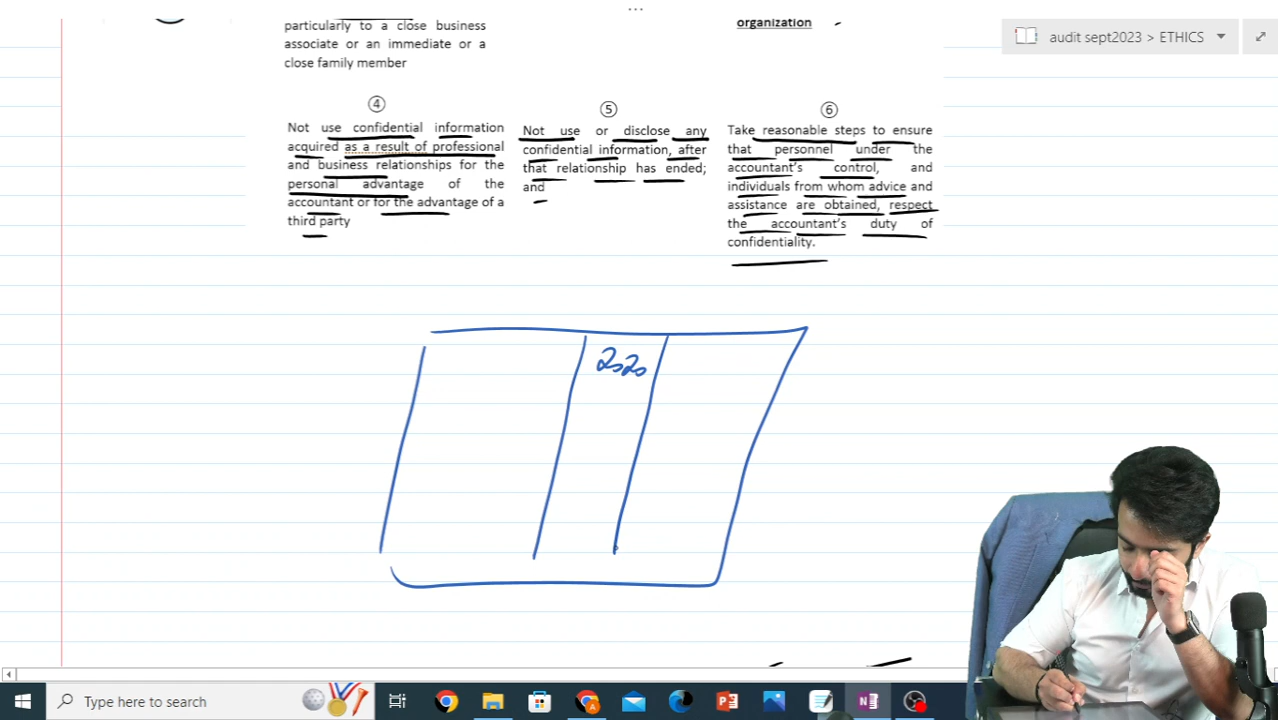 particularly to a close business
associate or an immediate or a
close family member
organization
audit sept2023 > ETHICS
④
Not use confidential information
acquired as a result of professional
and business relationships for the
personal advantage of the
accountant or for the advantage of a
third party
⑤
Not use or disclose any
confidential information, after
that relationship has ended;
and
⑥
Take reasonable steps to ensure
that personnel under the
accountant's control, and
individuals from whom advice and
assistance are obtained, respect
the accountant's duty of
confidentiality.
2020
Type here to search